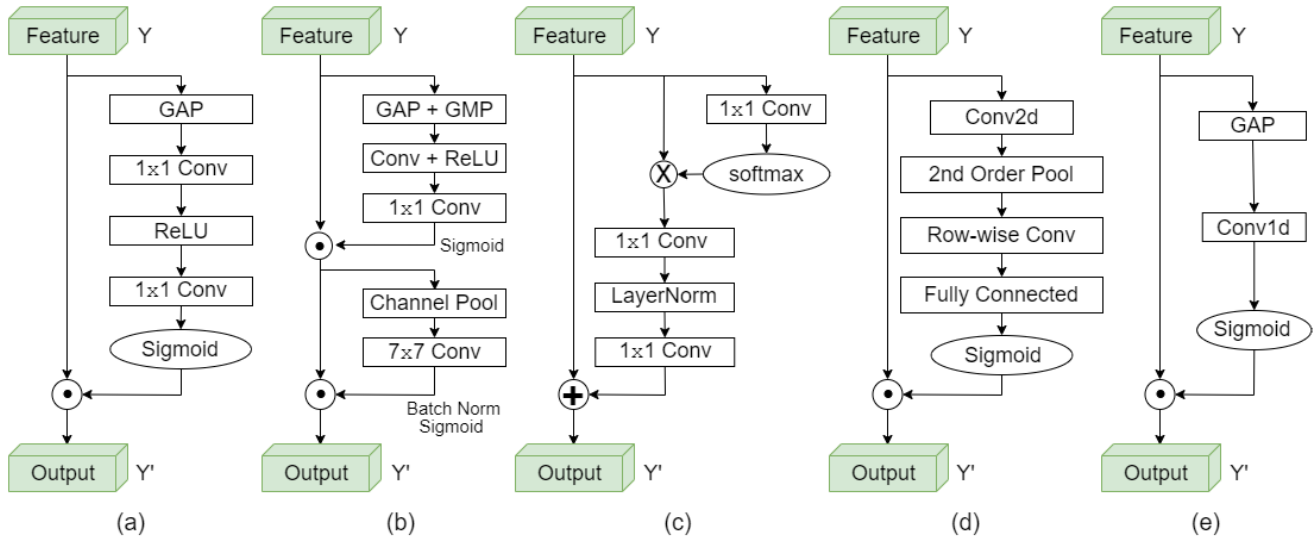 Feature Y
GAP
1x1 Conv
ReLU
1x1 Conv
Sigmoid
Output Y'
(a)
Feature Y
GAP + GMP
Conv + ReLU
1x1 Conv
Sigmoid
Channel Pool
7x7 Conv
Batch Norm
Sigmoid
Output Y'
(b)
Feature Y
1x1 Conv
softmax
X
1x1 Conv
LayerNorm
1x1 Conv
+
Output Y'
(c)
Feature Y
Conv2d
2nd Order Pool
Row-wise Conv
Fully Connected
Sigmoid
Output Y'
(d)
Feature Y
GAP
Conv1d
Sigmoid
Output Y'
(e)